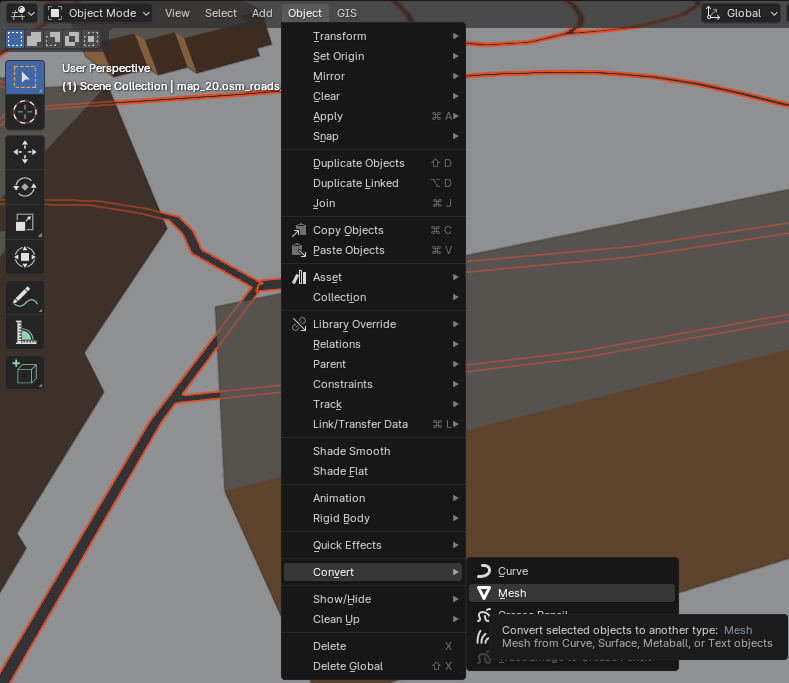 Object Mode View Select Add Object GIS Global
User Perspective
(1) Scene Collection | map_20.osm_roads
Transform
Set Origin
Mirror
Clear
Apply ⌘ A
Snap
Duplicate Objects ⇧ D
Duplicate Linked ⌥ D
Join ⌘ J
Copy Objects ⌘ C
Paste Objects ⌘ V
Asset
Collection
Library Override
Relations
Parent
Constraints
Track
Link/Transfer Data ⌘ L
Shade Smooth
Shade Flat
Animation
Rigid Body
Quick Effects
Convert
Show/Hide
Clean Up
Delete X
Delete Global ⇧ X
Curve
Mesh
Convert selected objects to another type: Mesh
Mesh from Curve, Surface, Metaball, or Text objects